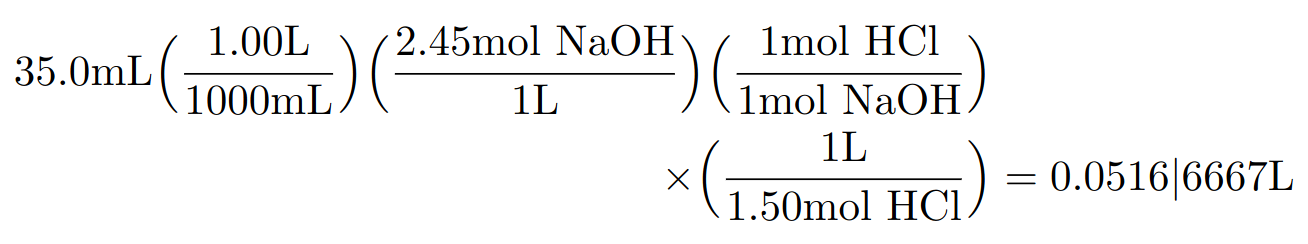 35.0mL(1.00L/1000mL)(2.45mol NaOH/1L)(1mol HCl/1mol NaOH)
×(1L/1.50mol HCl) = 0.0516|6667L